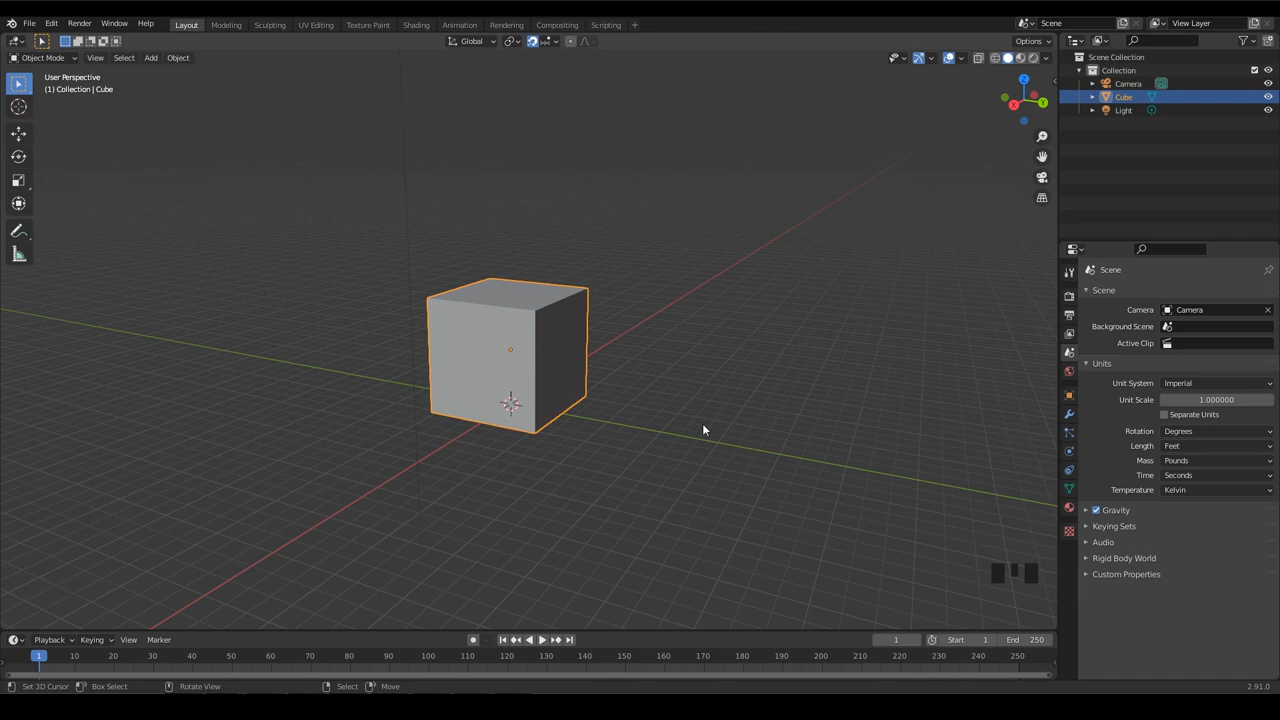 File Edit Render Window Help Layout Modeling Sculpting UV Editing Texture Paint Shading Animation Rendering Compositing Scripting + Scene View Layer
Global Options
Object Mode View Select Add Object
User Perspective
(1) Collection | Cube
Z
X Y
Scene Collection
Collection
Camera
Cube
Light
Scene
Scene
Camera Camera
Background Scene
Active Clip
Units
Unit System Imperial
Unit Scale 1.000000
Separate Units
Rotation Degrees
Length Feet
Mass Pounds
Time Seconds
Temperature Kelvin
Gravity
Keying Sets
Audio
Rigid Body World
Custom Properties
Playback Keying View Marker 1 Start 1 End 250
1 10 20 30 40 50 60 70 80 90 100 110 120 130 140 150 160 170 180 190 200 210 220 230 240 250
Set 3D Cursor Box Select Rotate View Select Move 2.91.0